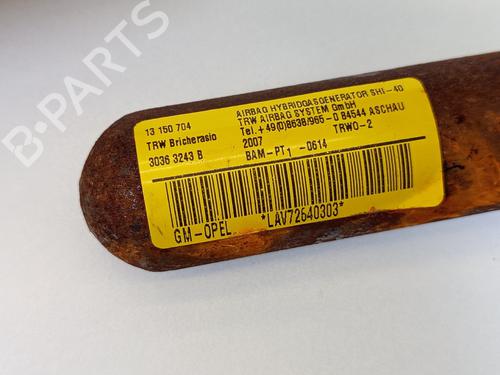 AIRBAG HYBRIDGASGENERATOR SHI-40
13 150 704
TRW AIRBAG SYSTEM GmbH
TRW Bricherasio
Tel.+49(0)8638/965-0 84544 ASCHAU
3036 3243 B
2007
TRWO-2
BAM-PT1 -0614
GM-OPEL
*LAV72640303*
B-PARTS
B-PARTS